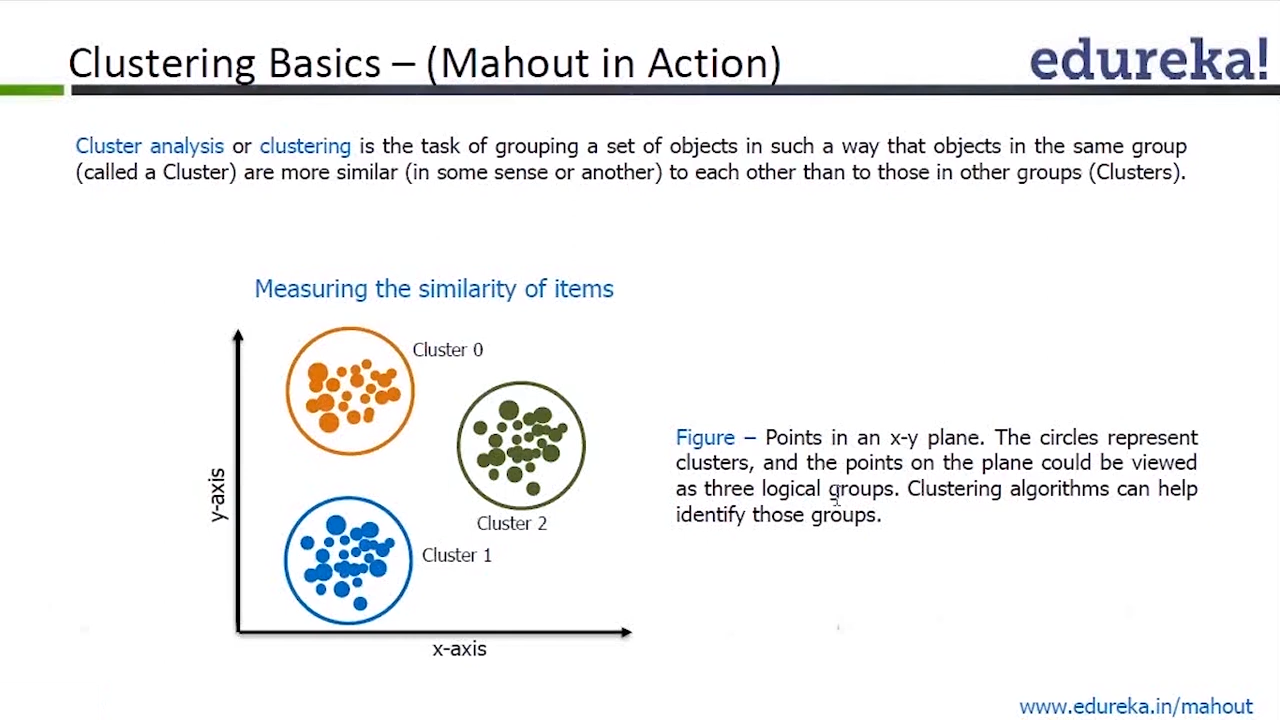 Clustering Basics – (Mahout in Action)
edureka!
Cluster analysis or clustering is the task of grouping a set of objects in such a way that objects in the same group
(called a Cluster) are more similar (in some sense or another) to each other than to those in other groups (Clusters).
Measuring the similarity of items
Cluster 0
Cluster 2
Cluster 1
y-axis
x-axis
Figure – Points in an x-y plane. The circles represent
clusters, and the points on the plane could be viewed
as three logical groups. Clustering algorithms can help
identify those groups.
www.edureka.in/mahout